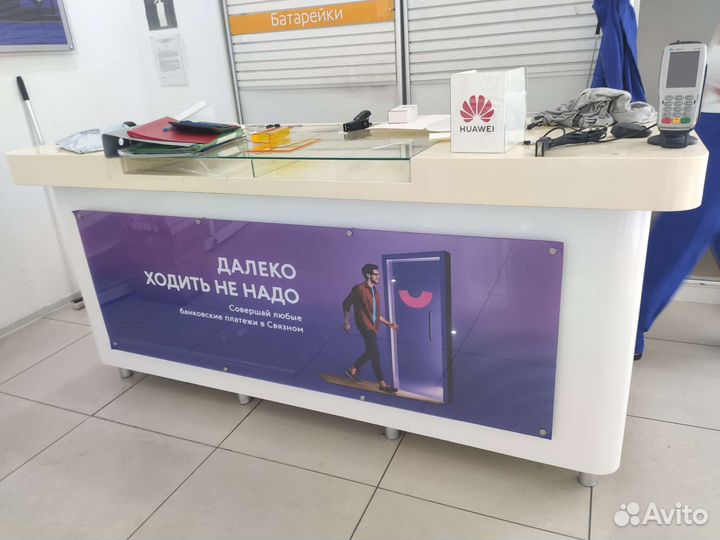 Батарейки
HUAWEI
ДАЛЕКО
ХОДИТЬ НЕ НАДО
Совершай любые
банковские платежи в Связном
Avito